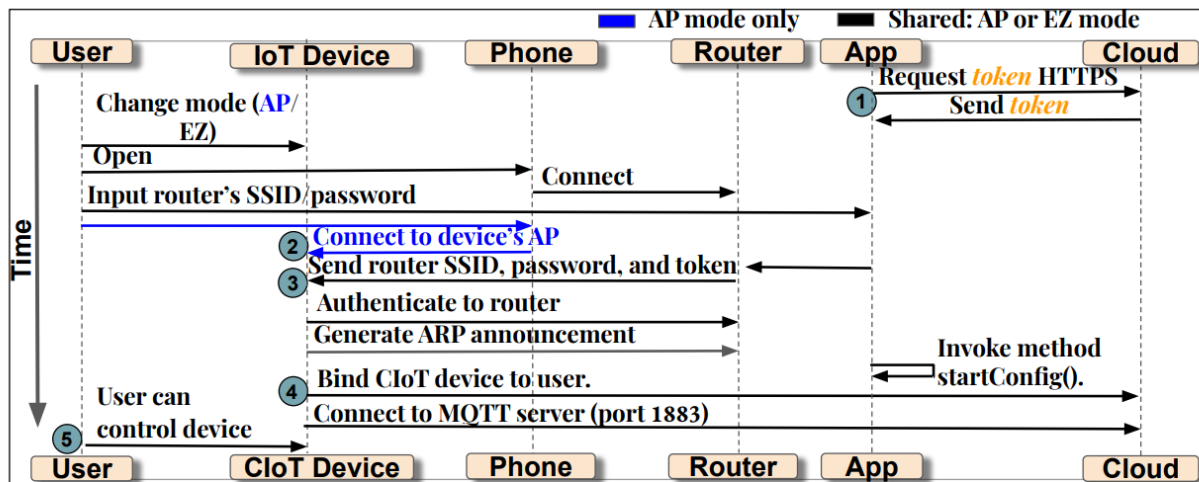 AP mode only
Shared: AP or EZ mode
User
IoT Device
Phone
Router
App
Cloud
Request token HTTPS
1
Send token
Change mode (AP/
EZ)
Open
Connect
Input router's SSID/password
2
Connect to device's AP
Send router SSID, password, and token
3
Authenticate to router
Generate ARP announcement
Invoke method
startConfig().
4
Bind CIoT device to user.
Connect to MQTT server (port 1883)
User can
control device
5
Time
User
CIoT Device
Phone
Router
App
Cloud